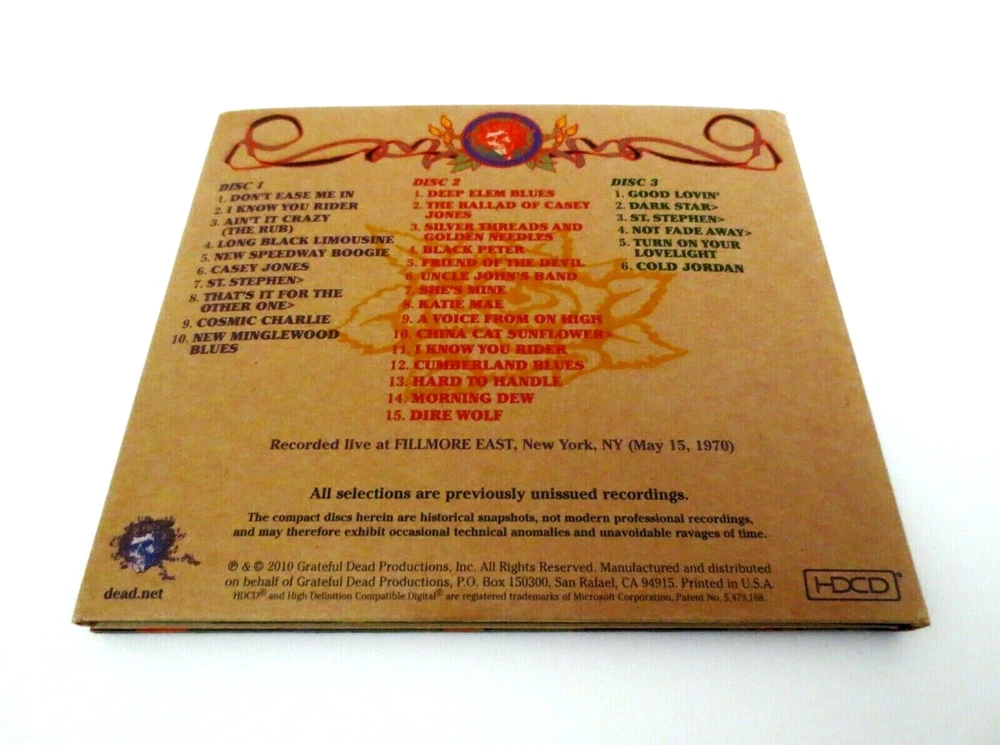 DISC 1
1. DON'T EASE ME IN
2. I KNOW YOU RIDER
3. AIN'T IT CRAZY
(THE RUB)
4. LONG BLACK LIMOUSINE
5. NEW SPEEDWAY BOOGIE
6. CASEY JONES
7. ST. STEPHEN>
8. THAT'S IT FOR THE
OTHER ONE>
9. COSMIC CHARLIE
10. NEW MINGLEWOOD
BLUES
DISC 2
1. DEEP ELEM BLUES
2. THE BALLAD OF CASEY
JONES
3. SILVER THREADS AND
GOLDEN NEEDLES
4. BLACK PETER
5. FRIEND OF THE DEVIL
6. UNCLE JOHN'S BAND
7. SHE'S MINE
8. KATIE MAE
9. A VOICE FROM ON HIGH
10. CHINA CAT SUNFLOWER>
11. I KNOW YOU RIDER
12. CUMBERLAND BLUES
13. HARD TO HANDLE
14. MORNING DEW
15. DIRE WOLF
DISC 3
1. GOOD LOVIN'
2. DARK STAR>
3. ST. STEPHEN>
4. NOT FADE AWAY>
5. TURN ON YOUR
LOVELIGHT
6. COLD JORDAN
Recorded live at FILLMORE EAST, New York, NY (May 15, 1970)
All selections are previously unissued recordings.
The compact discs herein are historical snapshots, not modern professional recordings,
and may therefore exhibit occasional technical anomalies and unavoidable ravages of time.
℗ & © 2010 Grateful Dead Productions, Inc. All Rights Reserved. Manufactured and distributed
on behalf of Grateful Dead Productions, P.O. Box 150300, San Rafael, CA 94915. Printed in U.S.A.
HDCD® and High Definition Compatible Digital® are registered trademarks of Microsoft Corporation, Patent No. 5,479,168.
dead.net
HDCD®